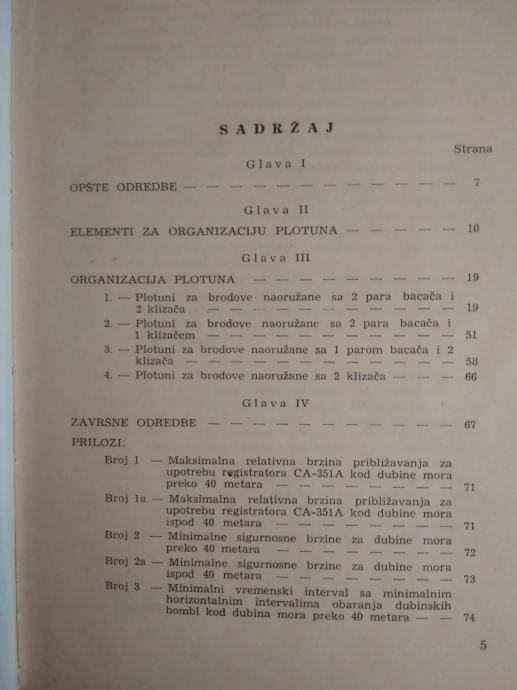 SADRŽAJ
Strana
Glava I
OPŠTE ODREDBE — — — — — — — — — — — 7
Glava II
ELEMENTI ZA ORGANIZACIJU PLOTUNA — — — — 10
Glava III
ORGANIZACIJA PLOTUNA — — — — — — — — 19
1. — Plotuni za brodove naoružane sa 2 para bacača i
2 klizača — — — — — — — — — — 19
2. — Plotuni za brodove naoružane sa 2 para bacača i
1 klizačem — — — — — — — — — — 51
3. — Plotuni za brodove naoružane sa 1 parom bacača i 2
klizača — — — — — — — — — — — 58
4. — Plotuni za brodove naoružane sa 2 klizača — — — 66
Glava IV
ZAVRŠNE ODREDBE — — — — — — — — — — 67
PRILOZI:
Broj 1 — Maksimalna relativna brzina približavanja za
upotrebu registratora CA-351A kod dubine mora
preko 40 metara — — — — — — — 71
Broj 1a — Maksimalna relativna brzina približavanja za
upotrebu registratora CA-351A kod dubine mora
ispod 40 metara — — — — — — — 71
Broj 2 — Minimalne sigurnosne brzine za dubine mora
preko 40 metara — — — — — — — 72
Broj 2a — Minimalne sigurnosne brzine za dubine mora
ispod 40 metara — — — — — — — 73
Broj 3 — Minimalni vremenski interval sa minimalnim
horizontalnim intervalima obaranja dubinskih
bombi kod dubina mora preko 40 metara — — 74
5